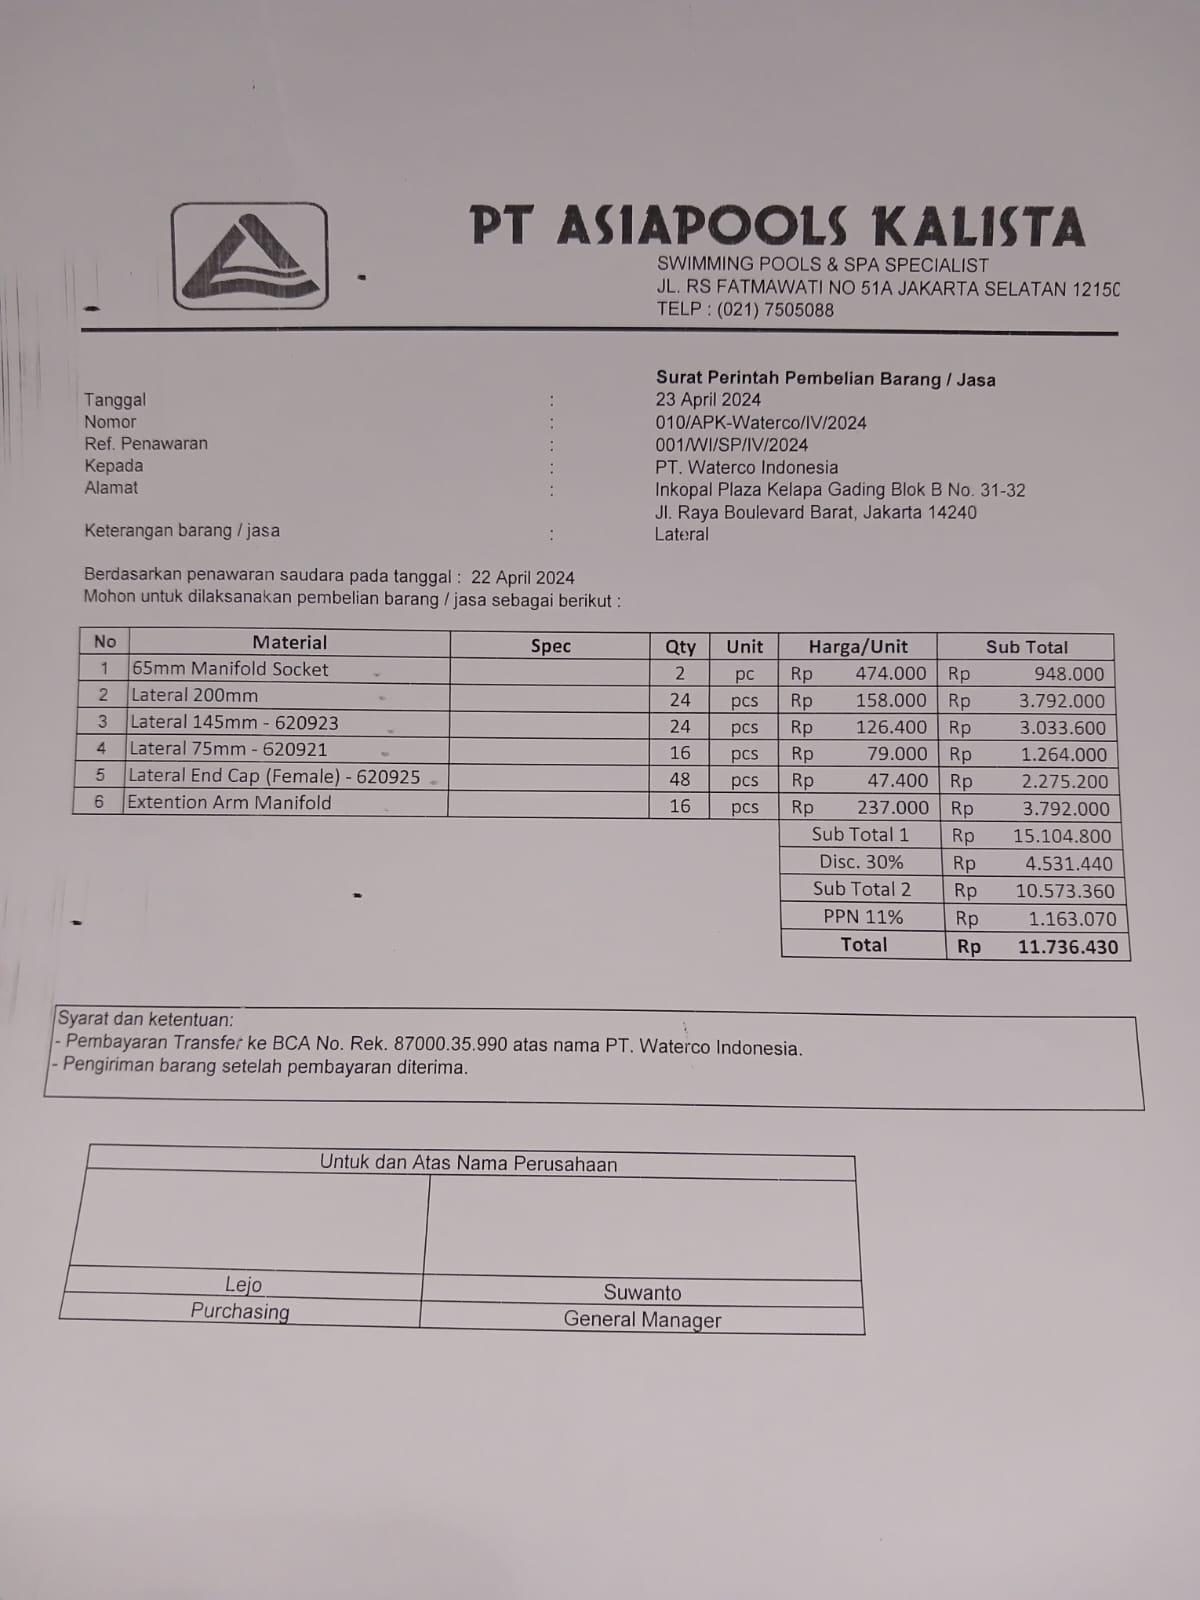 PT ASIAPOOLS KALISTA
SWIMMING POOLS & SPA SPECIALIST
JL. RS FATMAWATI NO 51A JAKARTA SELATAN 12150
TELP : (021) 7505088
Surat Perintah Pembelian Barang / Jasa
Tanggal : 23 April 2024
Nomor : 010/APK-Waterco/IV/2024
Ref. Penawaran : 001/WI/SP/IV/2024
Kepada : PT. Waterco Indonesia
Alamat : Inkopal Plaza Kelapa Gading Blok B No. 31-32
Jl. Raya Boulevard Barat, Jakarta 14240
Keterangan barang / jasa : Lateral
Berdasarkan penawaran saudara pada tanggal : 22 April 2024
Mohon untuk dilaksanakan pembelian barang / jasa sebagai berikut :
No Material Spec Qty Unit Harga/Unit Sub Total
1 65mm Manifold Socket 2 pc Rp 474.000 Rp 948.000
2 Lateral 200mm 24 pcs Rp 158.000 Rp 3.792.000
3 Lateral 145mm - 620923 24 pcs Rp 126.400 Rp 3.033.600
4 Lateral 75mm - 620921 16 pcs Rp 79.000 Rp 1.264.000
5 Lateral End Cap (Female) - 620925 48 pcs Rp 47.400 Rp 2.275.200
6 Extention Arm Manifold 16 pcs Rp 237.000 Rp 3.792.000
Sub Total 1 Rp 15.104.800
Disc. 30% Rp 4.531.440
Sub Total 2 Rp 10.573.360
PPN 11% Rp 1.163.070
Total Rp 11.736.430
Syarat dan ketentuan:
- Pembayaran Transfer ke BCA No. Rek. 87000.35.990 atas nama PT. Waterco Indonesia.
- Pengiriman barang setelah pembayaran diterima.
Untuk dan Atas Nama Perusahaan
Lejo Suwanto
Purchasing General Manager